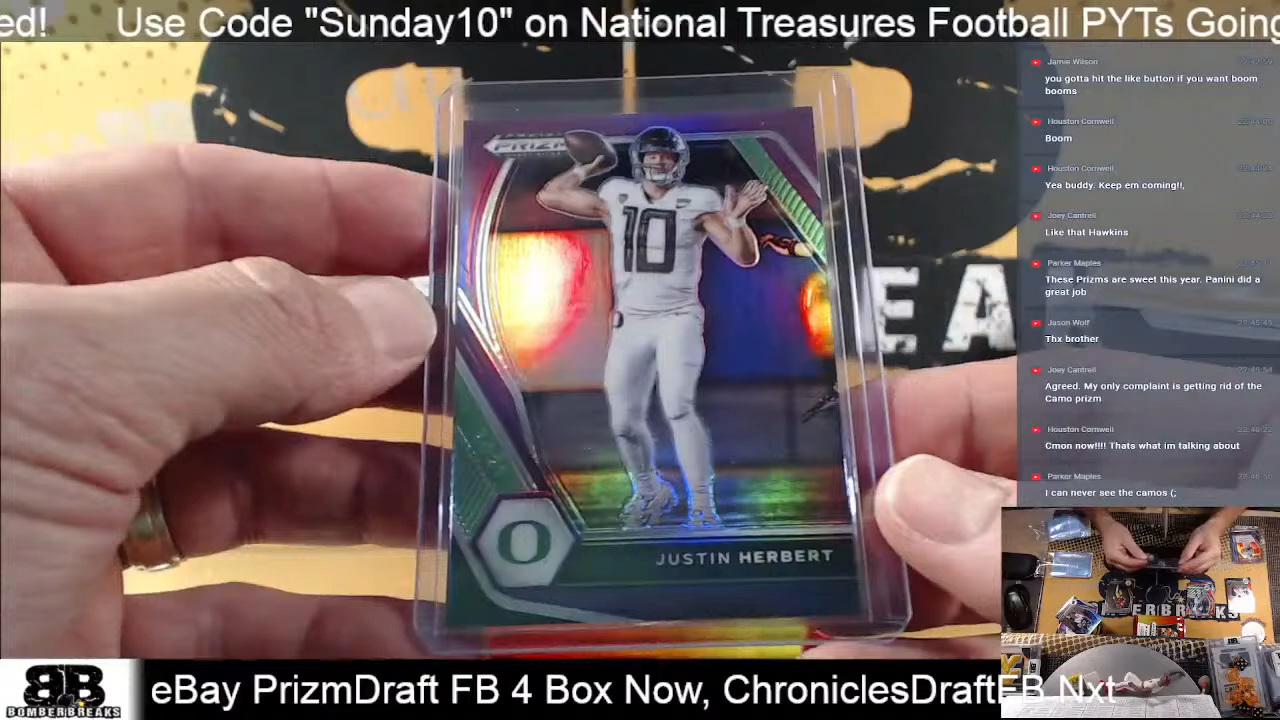 ed! Use Code "Sunday10" on National Treasures Football PYTs Going
Jamie Wilson
you gotta hit the like button if you want boom
booms
Houston Cornwell
Boom
Houston Cornwell
Yea buddy. Keep em coming!!,
Joey Cantrell
Like that Hawkins
Parker Maples
These Prizms are sweet this year. Panini did a
great job
Jason Wolf
Thx brother
Joey Cantrell
Agreed. My only complaint is getting rid of the
Camo prizm
Houston Cornwell
Cmon now!!!! Thats what im talking about
Parker Maples
I can never see the camos (;
PRIZM
10
EA
O
JUSTIN HERBERT
BB
BOMBERBREAKS
eBay PrizmDraft FB 4 Box Now, ChroniclesDraftFB Nxt